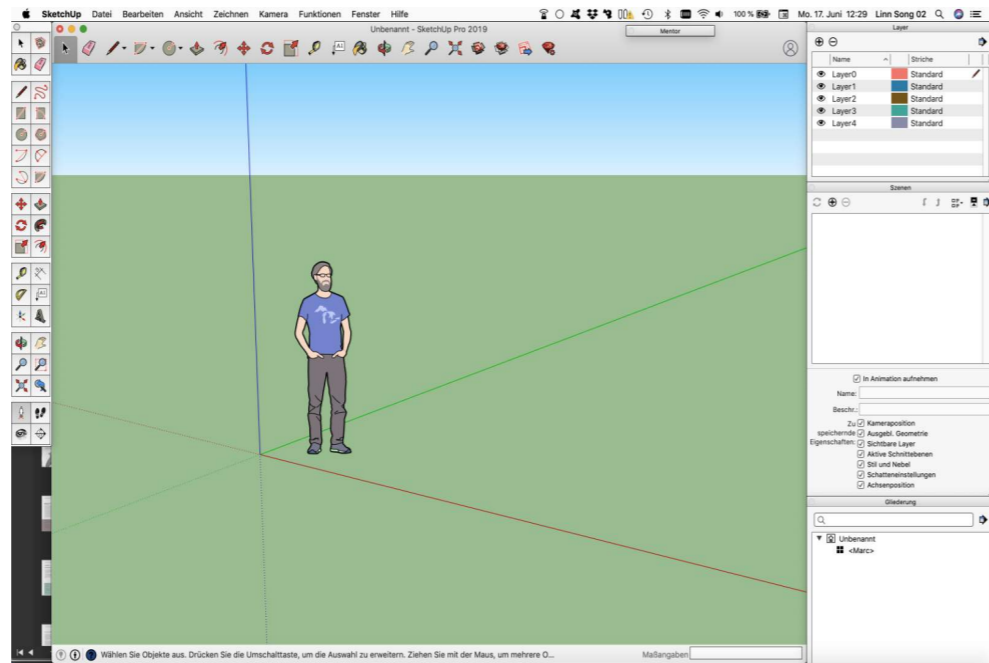 SketchUp Datei Bearbeiten Ansicht Zeichnen Kamera Funktionen Fenster Hilfe
100 % Mo. 17. Juni 12:29 Linn Song 02
Unbenannt - SketchUp Pro 2019
Mentor
A1
A1
Layer
Name Striche
Layer0 Standard
Layer1 Standard
Layer2 Standard
Layer3 Standard
Layer4 Standard
Szenen
In Animation aufnehmen
Name:
Beschr.:
Zu speichernde Eigenschaften:
Kameraposition
Ausgebl. Geometrie
Sichtbare Layer
Aktive Schnittebenen
Stil und Nebel
Schatteneinstellungen
Achsenposition
Gliederung
Unbenannt
<Marc>
Wählen Sie Objekte aus. Drücken Sie die Umschalttaste, um die Auswahl zu erweitern. Ziehen Sie mit der Maus, um mehrere O...
Maßangaben